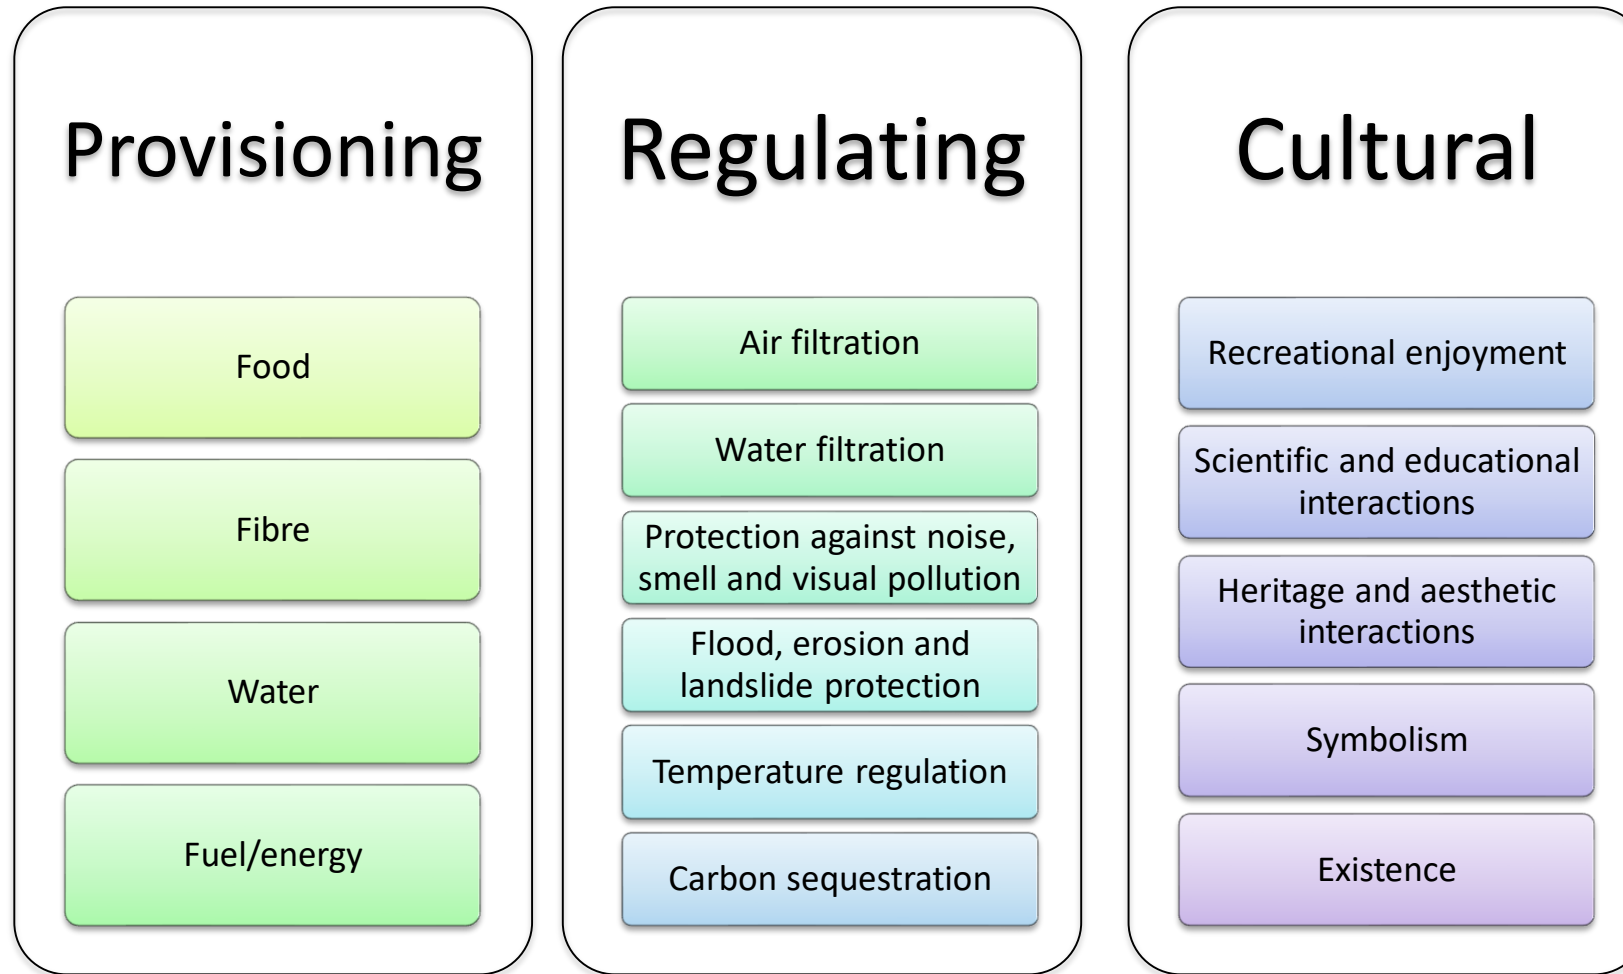 Provisioning
Food
Fibre
Water
Fuel/energy
Regulating
Air filtration
Water filtration
Protection against noise,
smell and visual pollution
Flood, erosion and
landslide protection
Temperature regulation
Carbon sequestration
Cultural
Recreational enjoyment
Scientific and educational
interactions
Heritage and aesthetic
interactions
Symbolism
Existence